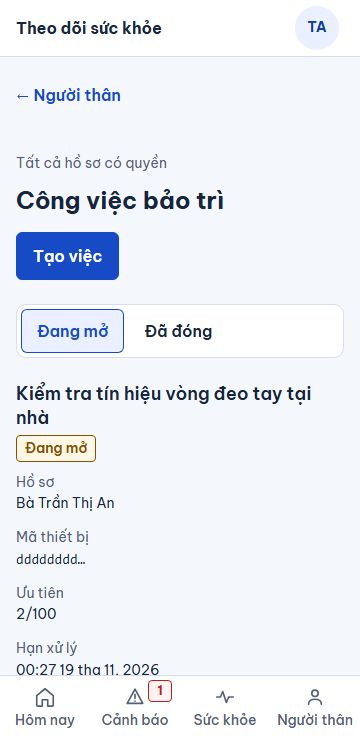 Theo dõi sức khỏe
TA
← Người thân
Tất cả hồ sơ có quyền
Công việc bảo trì
Tạo việc
Đang mở
Đã đóng
Kiểm tra tín hiệu vòng đeo tay tại
nhà
Đang mở
Hồ sơ
Bà Trần Thị An
Mã thiết bị
dddddddd…
Ưu tiên
2/100
Hạn xử lý
00:27 19 thg 11, 2026
1
Hôm nay
Cảnh báo
Sức khỏe
Người thân